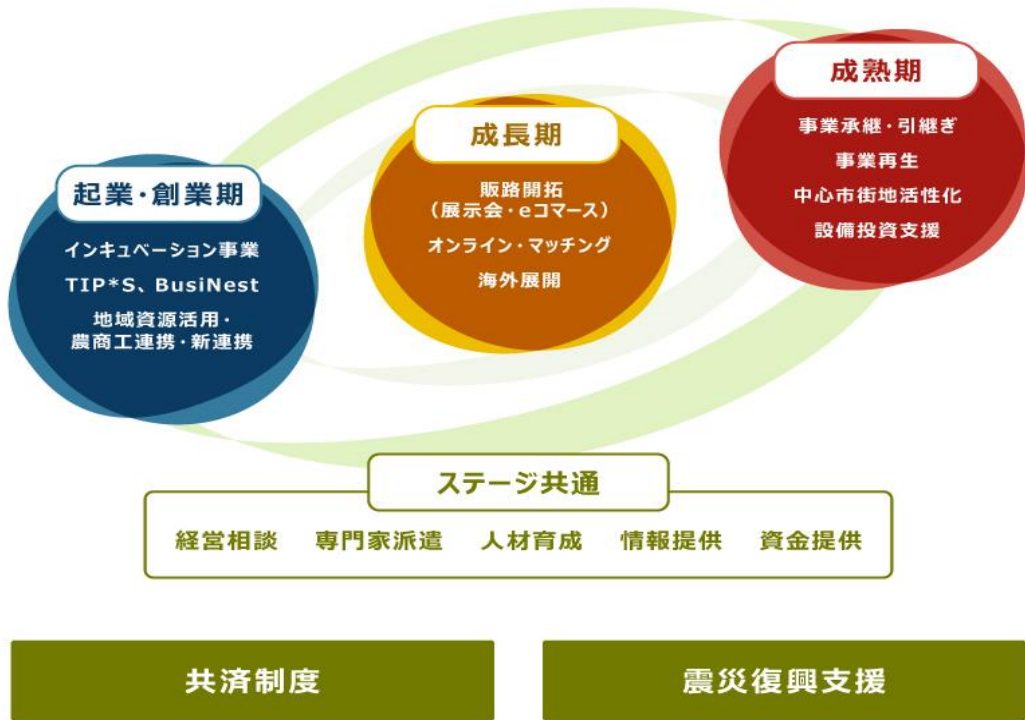 起業・創業期
インキュベーション事業
TIP*S、BusiNest
地域資源活用・
農商工連携・新連携
成長期
販路開拓
(展示会・eコマース)
オンライン・マッチング
海外展開
成熟期
事業承継・引継ぎ
事業再生
中心市街地活性化
設備投資支援
ステージ共通
経営相談 専門家派遣 人材育成 情報提供 資金提供
共済制度
震災復興支援